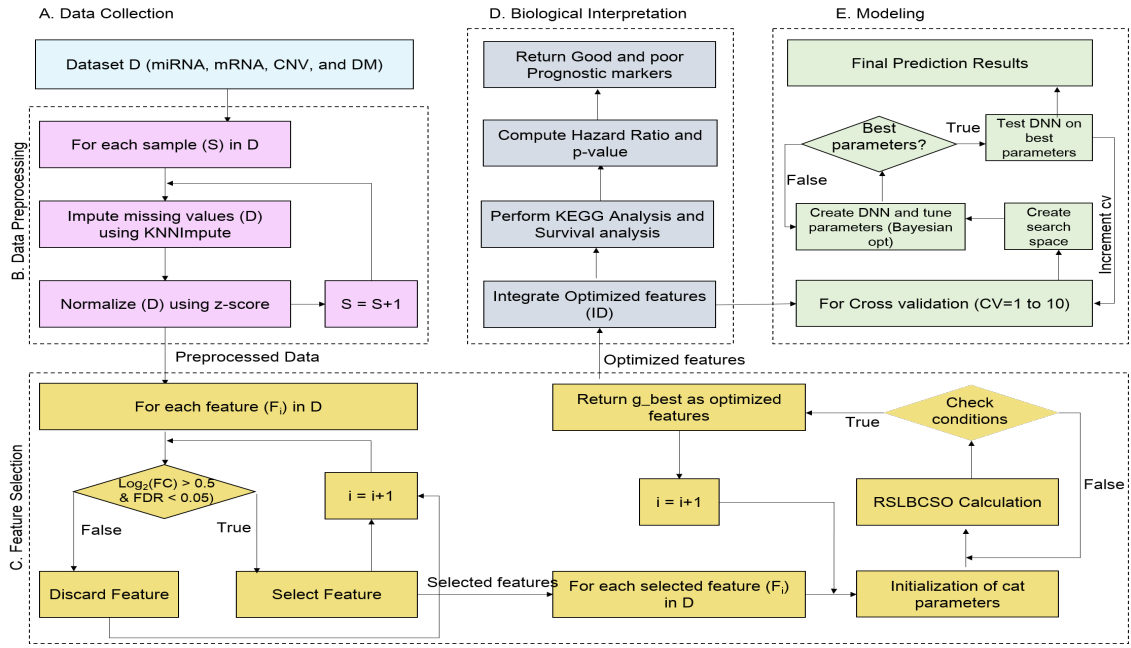 A. Data Collection
Dataset D (miRNA, mRNA, CNV, and DM)
B. Data Preprocessing
For each sample (S) in D
Impute missing values (D)
using KNNImpute
Normalize (D) using z-score
S = S+1
Preprocessed Data
C. Feature Selection
For each feature (Fᵢ) in D
Log₂(FC) > 0.5
& FDR < 0.05)
False
True
i = i+1
Discard Feature
Select Feature
Selected features
For each selected feature (Fᵢ)
in D
Initialization of cat
parameters
RSLBCSO Calculation
Check
conditions
True
False
Return g_best as optimized
features
i = i+1
Optimized features
D. Biological Interpretation
Return Good and poor
Prognostic markers
Compute Hazard Ratio and
p-value
Perform KEGG Analysis and
Survival analysis
Integrate Optimized features
(ID)
E. Modeling
Final Prediction Results
Best
parameters?
True
False
Test DNN on
best
parameters
Create DNN and tune
parameters (Bayesian
opt)
Create
search
space
Increment cv
For Cross validation (CV=1 to 10)